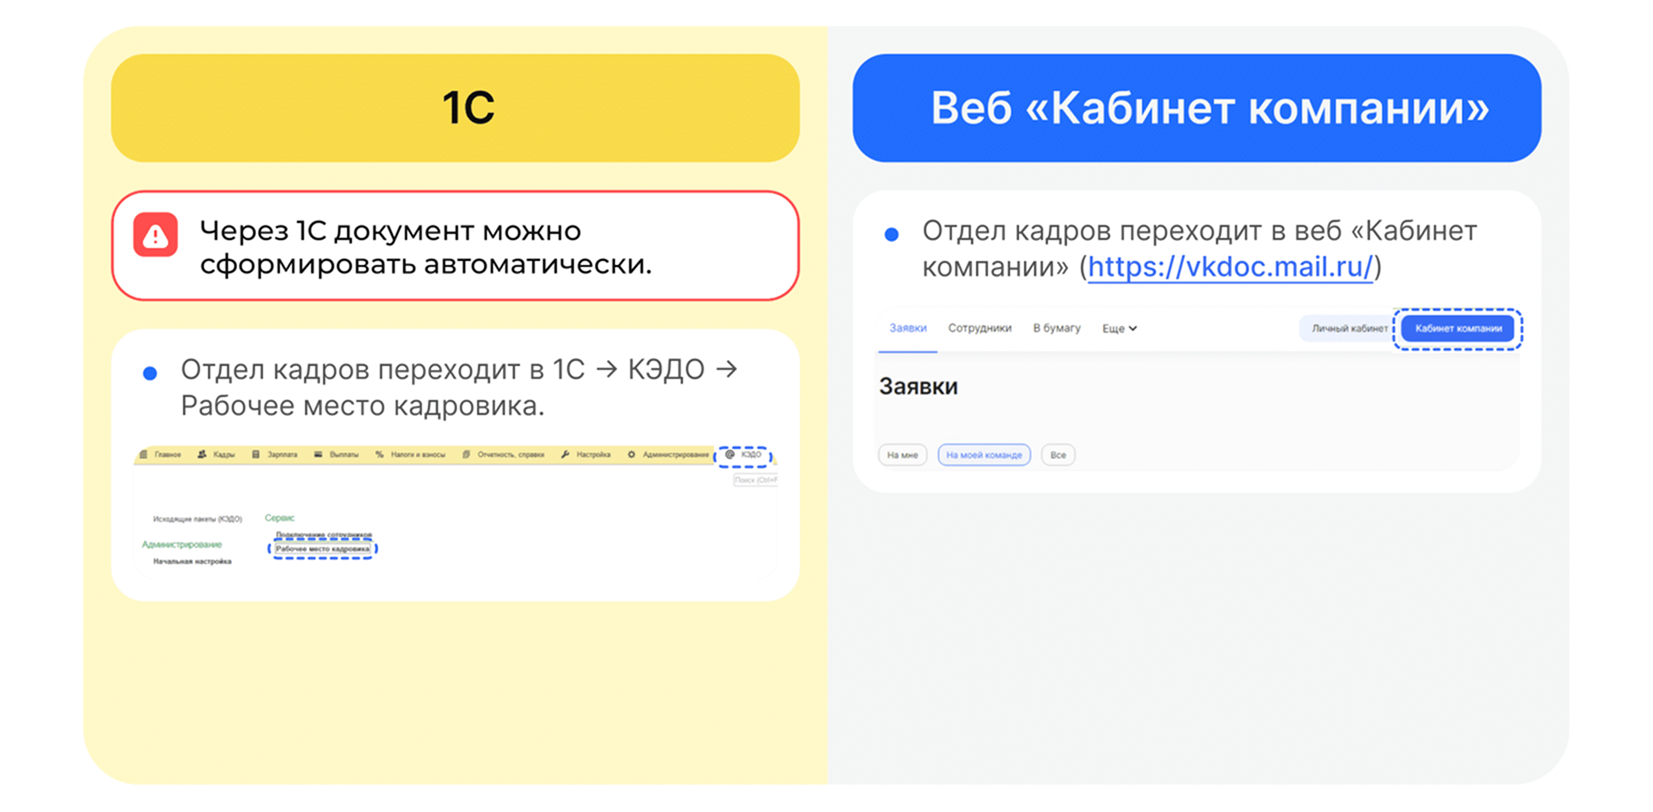 1С
Через 1С документ можно
сформировать автоматически.
Отдел кадров переходит в 1С → КЭДО →
Рабочее место кадровика.
Главное Кадры Зарплата Выплаты Налоги и взносы Отчетность, справки Настройка Администрирование КЭДО
Поиск (Ctrl+F
Исходящие пакеты (КЭДО) Сервис
Подключение сотрудников
Администрирование Рабочее место кадровика
Начальная настройка
Веб «Кабинет компании»
Отдел кадров переходит в веб «Кабинет
компании» (https://vkdoc.mail.ru/)
Заявки Сотрудники В бумагу Еще Личный кабинет Кабинет компании
Заявки
На мне На моей команде Все